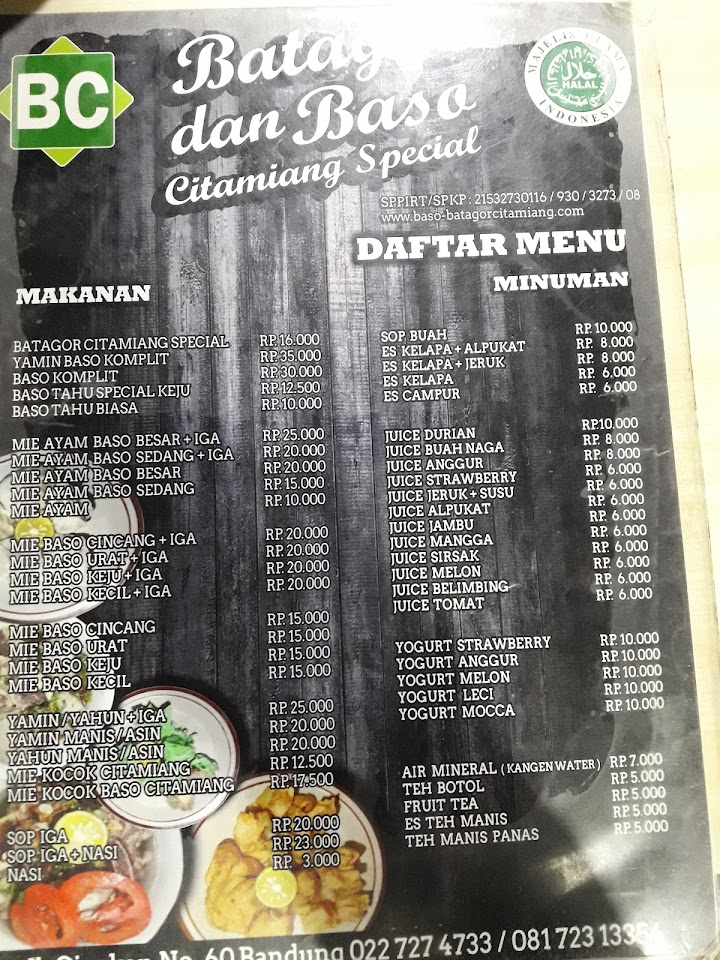 BC
Batag
dan Baso
Citamiang Special
MAJELIS ULAMA
حلال
HALAL
INDONESIA
SPPIRT/SPKP : 21532730116 / 930 / 3273 / 08
www.baso-batagorcitamiang.com
DAFTAR MENU
MAKANAN
BATAGOR CITAMIANG SPECIAL RP. 16.000
YAMIN BASO KOMPLIT RP. 35.000
BASO KOMPLIT RP. 30.000
BASO TAHU SPECIAL KEJU RP. 12.500
BASO TAHU BIASA RP. 10.000
MIE AYAM BASO BESAR + IGA RP. 25.000
MIE AYAM BASO SEDANG + IGA RP. 20.000
MIE AYAM BASO BESAR RP. 20.000
MIE AYAM BASO SEDANG RP. 15.000
MIE AYAM RP. 10.000
MIE BASO CINCANG + IGA RP. 20.000
MIE BASO URAT + IGA RP. 20.000
MIE BASO KEJU + IGA RP. 20.000
MIE BASO KECIL + IGA RP. 20.000
MIE BASO CINCANG RP. 15.000
MIE BASO URAT RP. 15.000
MIE BASO KEJU RP. 15.000
MIE BASO KECIL RP. 15.000
YAMIN / YAHUN + IGA RP. 25.000
YAMIN MANIS / ASIN RP. 20.000
YAHUN MANIS / ASIN RP. 20.000
MIE KOCOK CITAMIANG RP. 12.500
MIE KOCOK BASO CITAMIANG RP. 17.500
SOP IGA RP. 20.000
SOP IGA + NASI RP. 23.000
NASI RP. 3.000
MINUMAN
SOP BUAH RP. 10.000
ES KELAPA + ALPUKAT RP. 8.000
ES KELAPA + JERUK RP. 8.000
ES KELAPA RP. 6.000
ES CAMPUR RP. 6.000
JUICE DURIAN RP.10.000
JUICE BUAH NAGA RP. 8.000
JUICE ANGGUR RP. 8.000
JUICE STRAWBERRY RP. 6.000
JUICE JERUK + SUSU RP. 6.000
JUICE ALPUKAT RP. 6.000
JUICE JAMBU RP. 6.000
JUICE MANGGA RP. 6.000
JUICE SIRSAK RP. 6.000
JUICE MELON RP. 6.000
JUICE BELIMBING RP. 6.000
JUICE TOMAT RP. 6.000
YOGURT STRAWBERRY RP. 10.000
YOGURT ANGGUR RP. 10.000
YOGURT MELON RP. 10.000
YOGURT LECI RP. 10.000
YOGURT MOCCA RP. 10.000
AIR MINERAL ( KANGEN WATER ) RP. 7.000
TEH BOTOL RP. 5.000
FRUIT TEA RP. 5.000
ES TEH MANIS RP. 5.000
TEH MANIS PANAS RP. 5.000
No. 60 Bandung 022 727 4733 / 081 723 1335